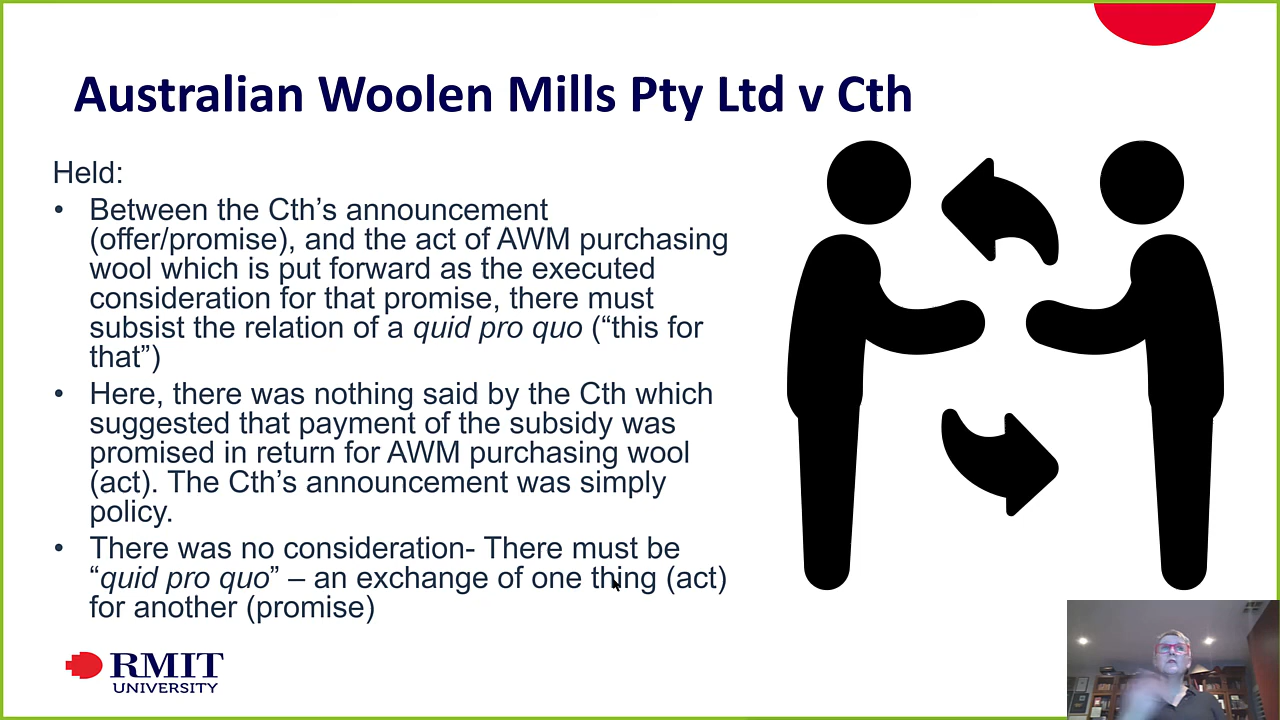 Australian Woolen Mills Pty Ltd v Cth
Held:
• Between the Cth’s announcement
(offer/promise), and the act of AWM purchasing
wool which is put forward as the executed
consideration for that promise, there must
subsist the relation of a quid pro quo (“this for
that”)
• Here, there was nothing said by the Cth which
suggested that payment of the subsidy was
promised in return for AWM purchasing wool
(act). The Cth’s announcement was simply
policy.
• There was no consideration- There must be
“quid pro quo” – an exchange of one thing (act)
for another (promise)
RMIT
UNIVERSITY